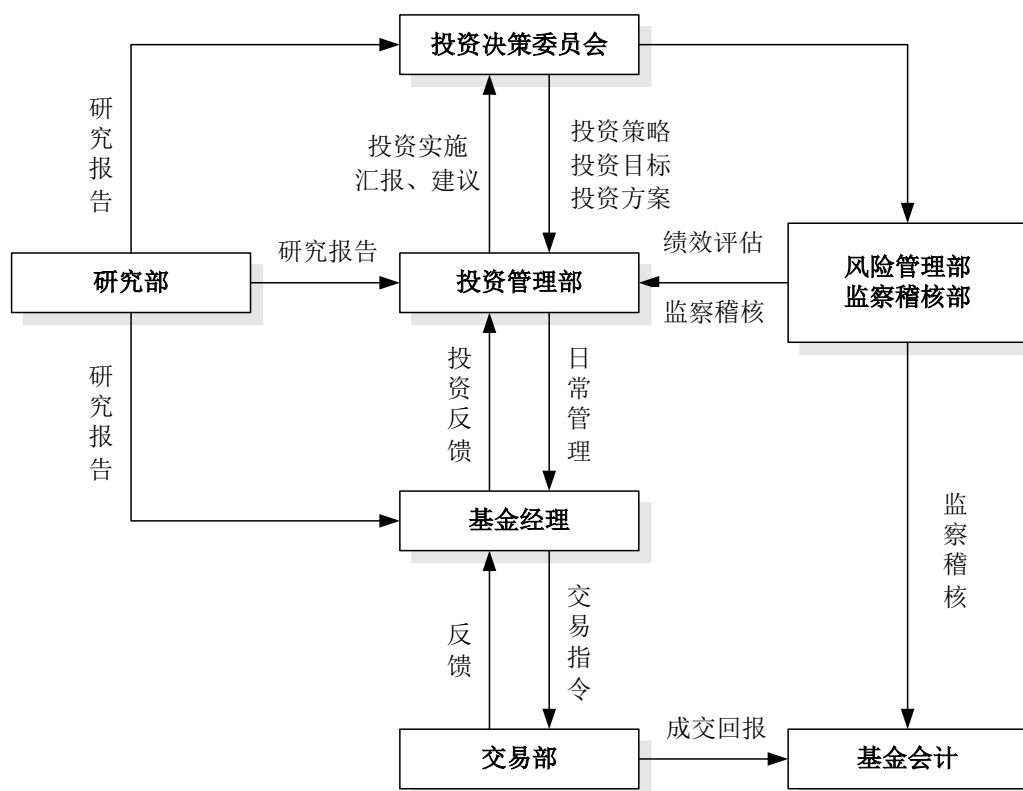 投资决策委员会
研究报告
投资实施
汇报、建议
投资策略
投资目标
投资方案
研究部
研究报告
投资管理部
绩效评估
监察稽核
风险管理部
监察稽核部
研究报告
投资反馈
日常管理
基金经理
监察稽核
反馈
交易指令
交易部
成交回报
基金会计